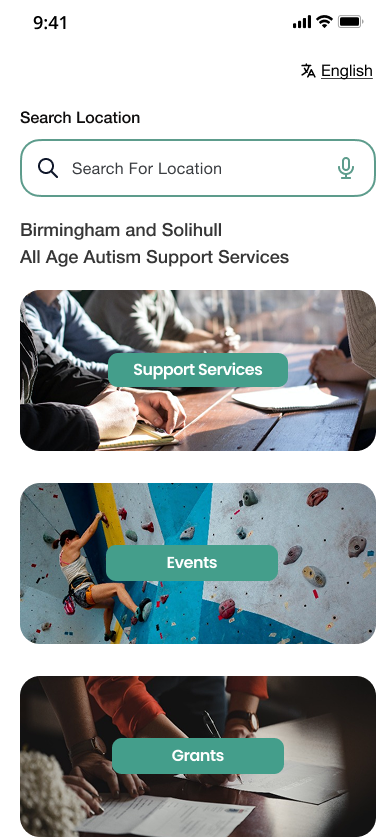 9:41
English
Search Location
Search For Location
Birmingham and Solihull
All Age Autism Support Services
Support Services
Events
Grants